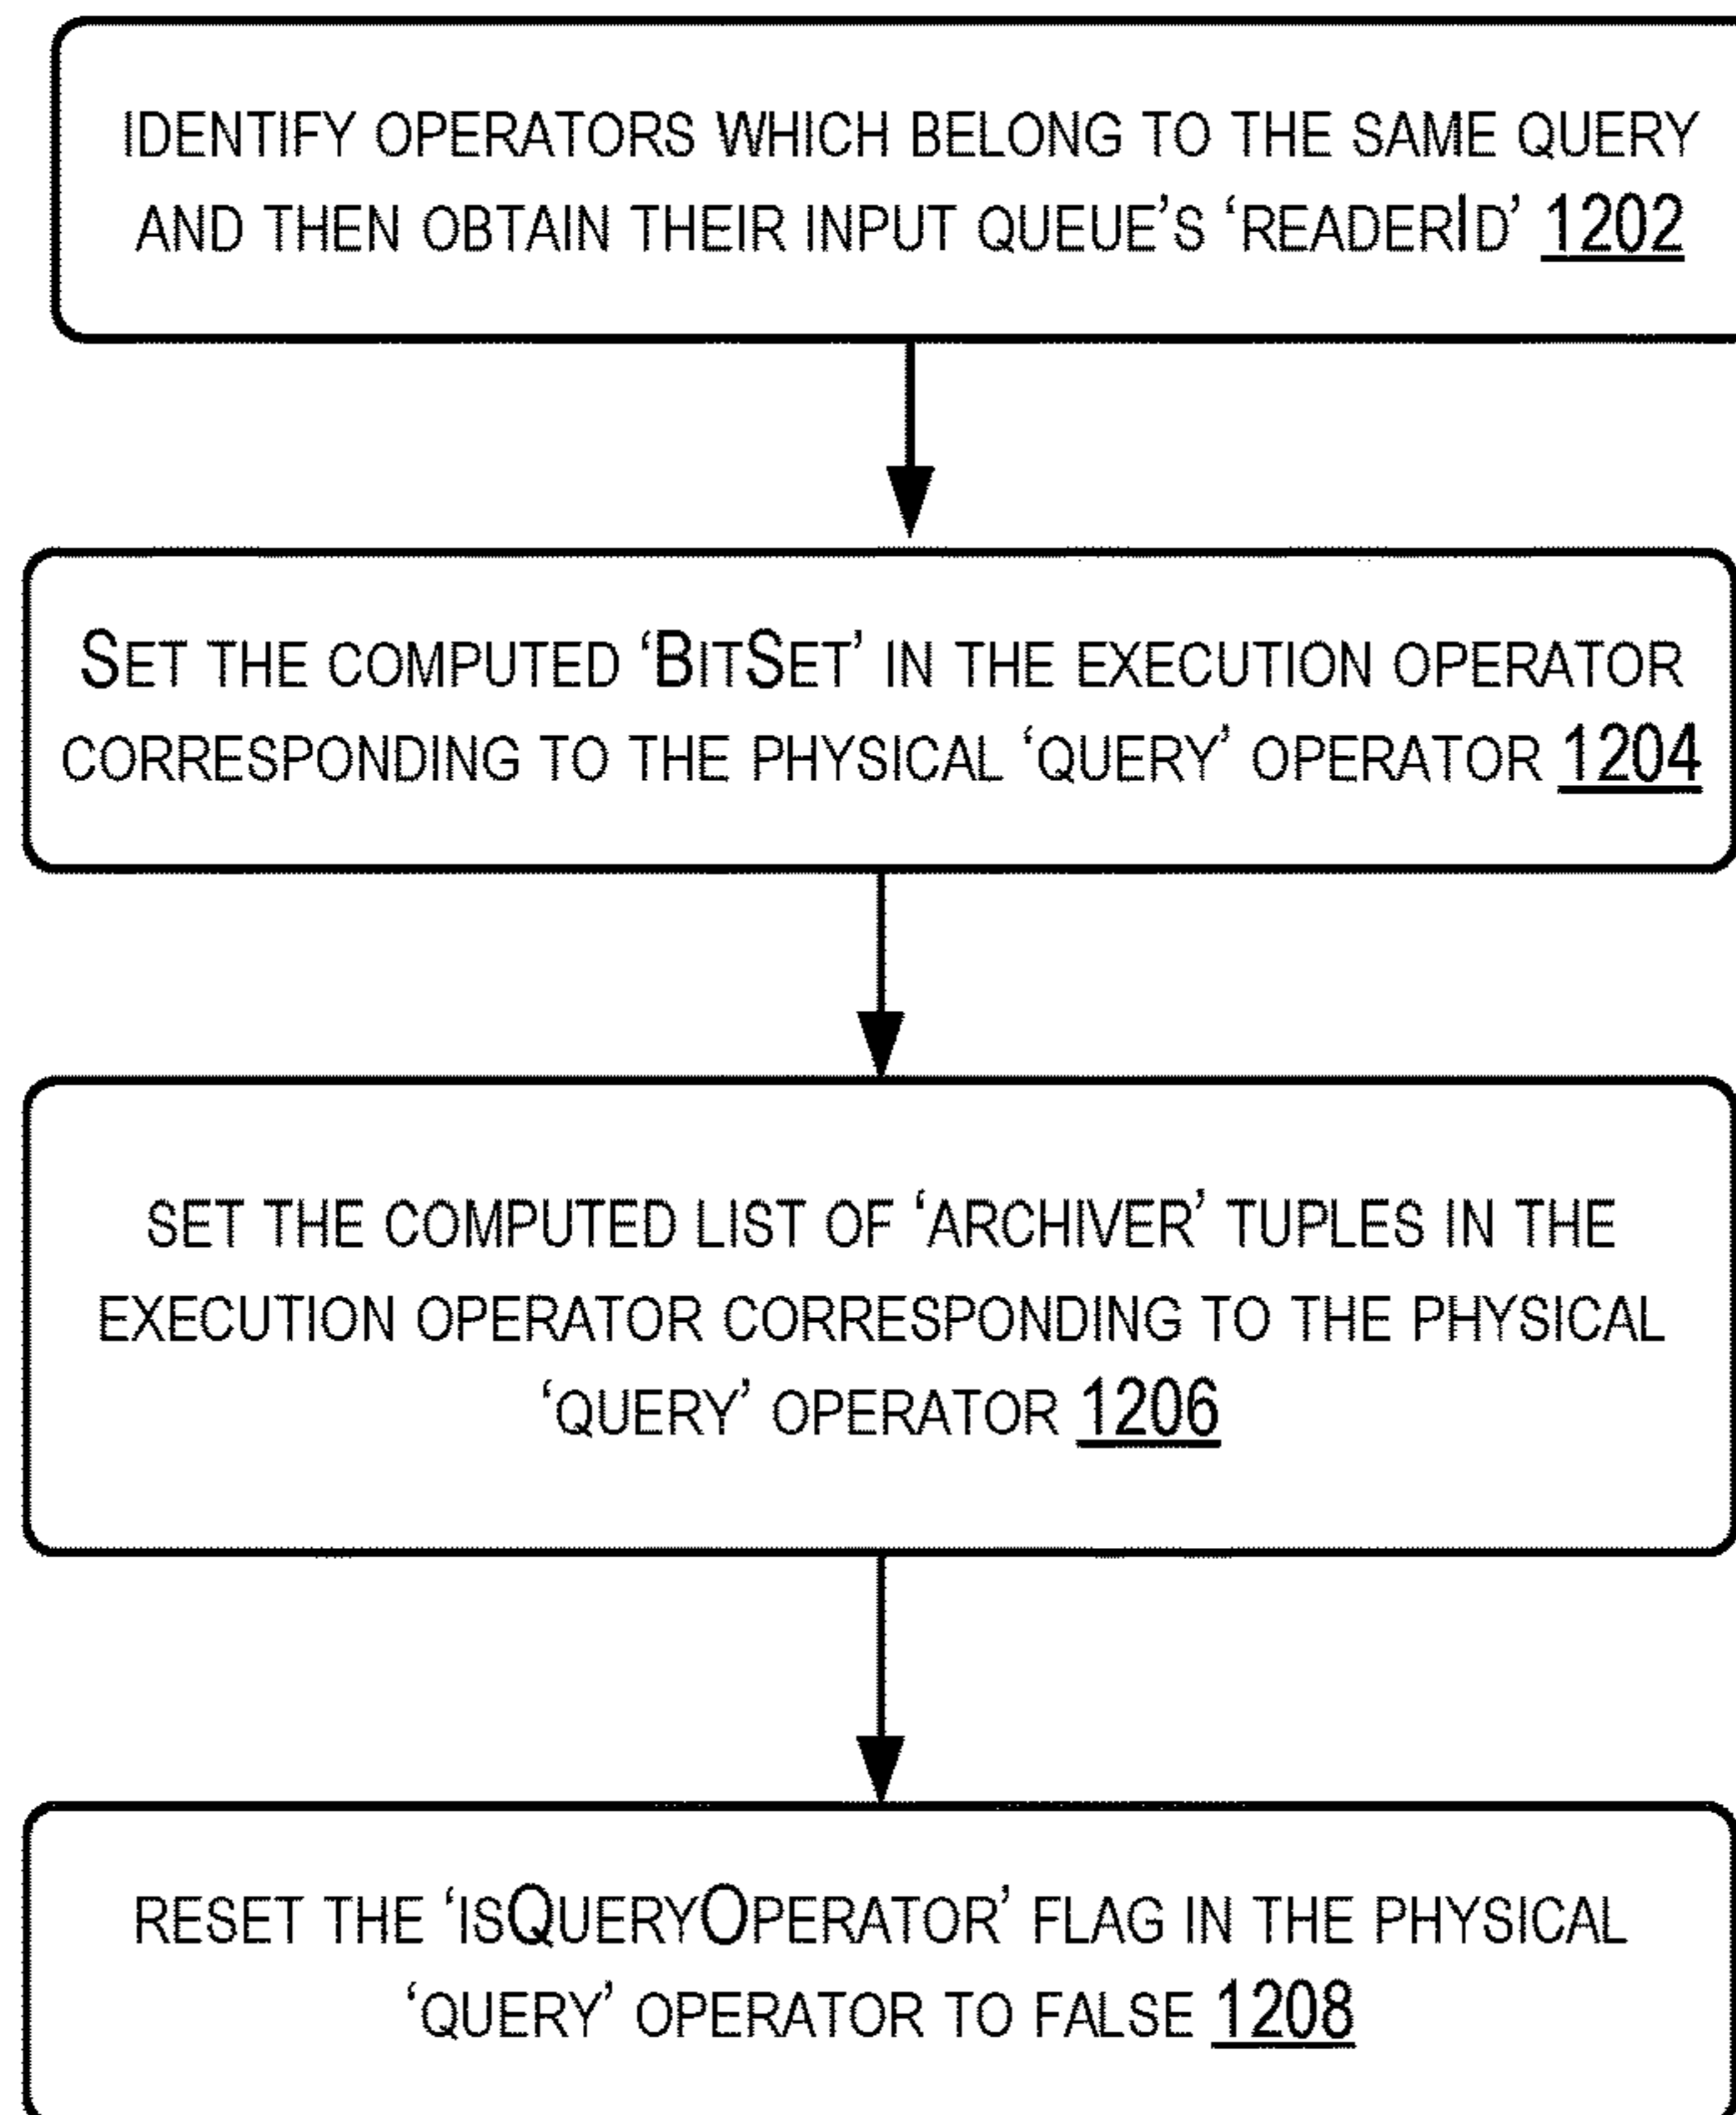 IDENTIFY OPERATORS WHICH BELONG TO THE SAME QUERY
AND THEN OBTAIN THEIR INPUT QUEUE’S ‘READERID’ 1202
SET THE COMPUTED ‘BITSET’ IN THE EXECUTION OPERATOR
CORRESPONDING TO THE PHYSICAL ‘QUERY’ OPERATOR 1204
SET THE COMPUTED LIST OF ‘ARCHIVER’ TUPLES IN THE
EXECUTION OPERATOR CORRESPONDING TO THE PHYSICAL
‘QUERY’ OPERATOR 1206
RESET THE ‘ISQUERYOPERATOR’ FLAG IN THE PHYSICAL
‘QUERY’ OPERATOR TO FALSE 1208